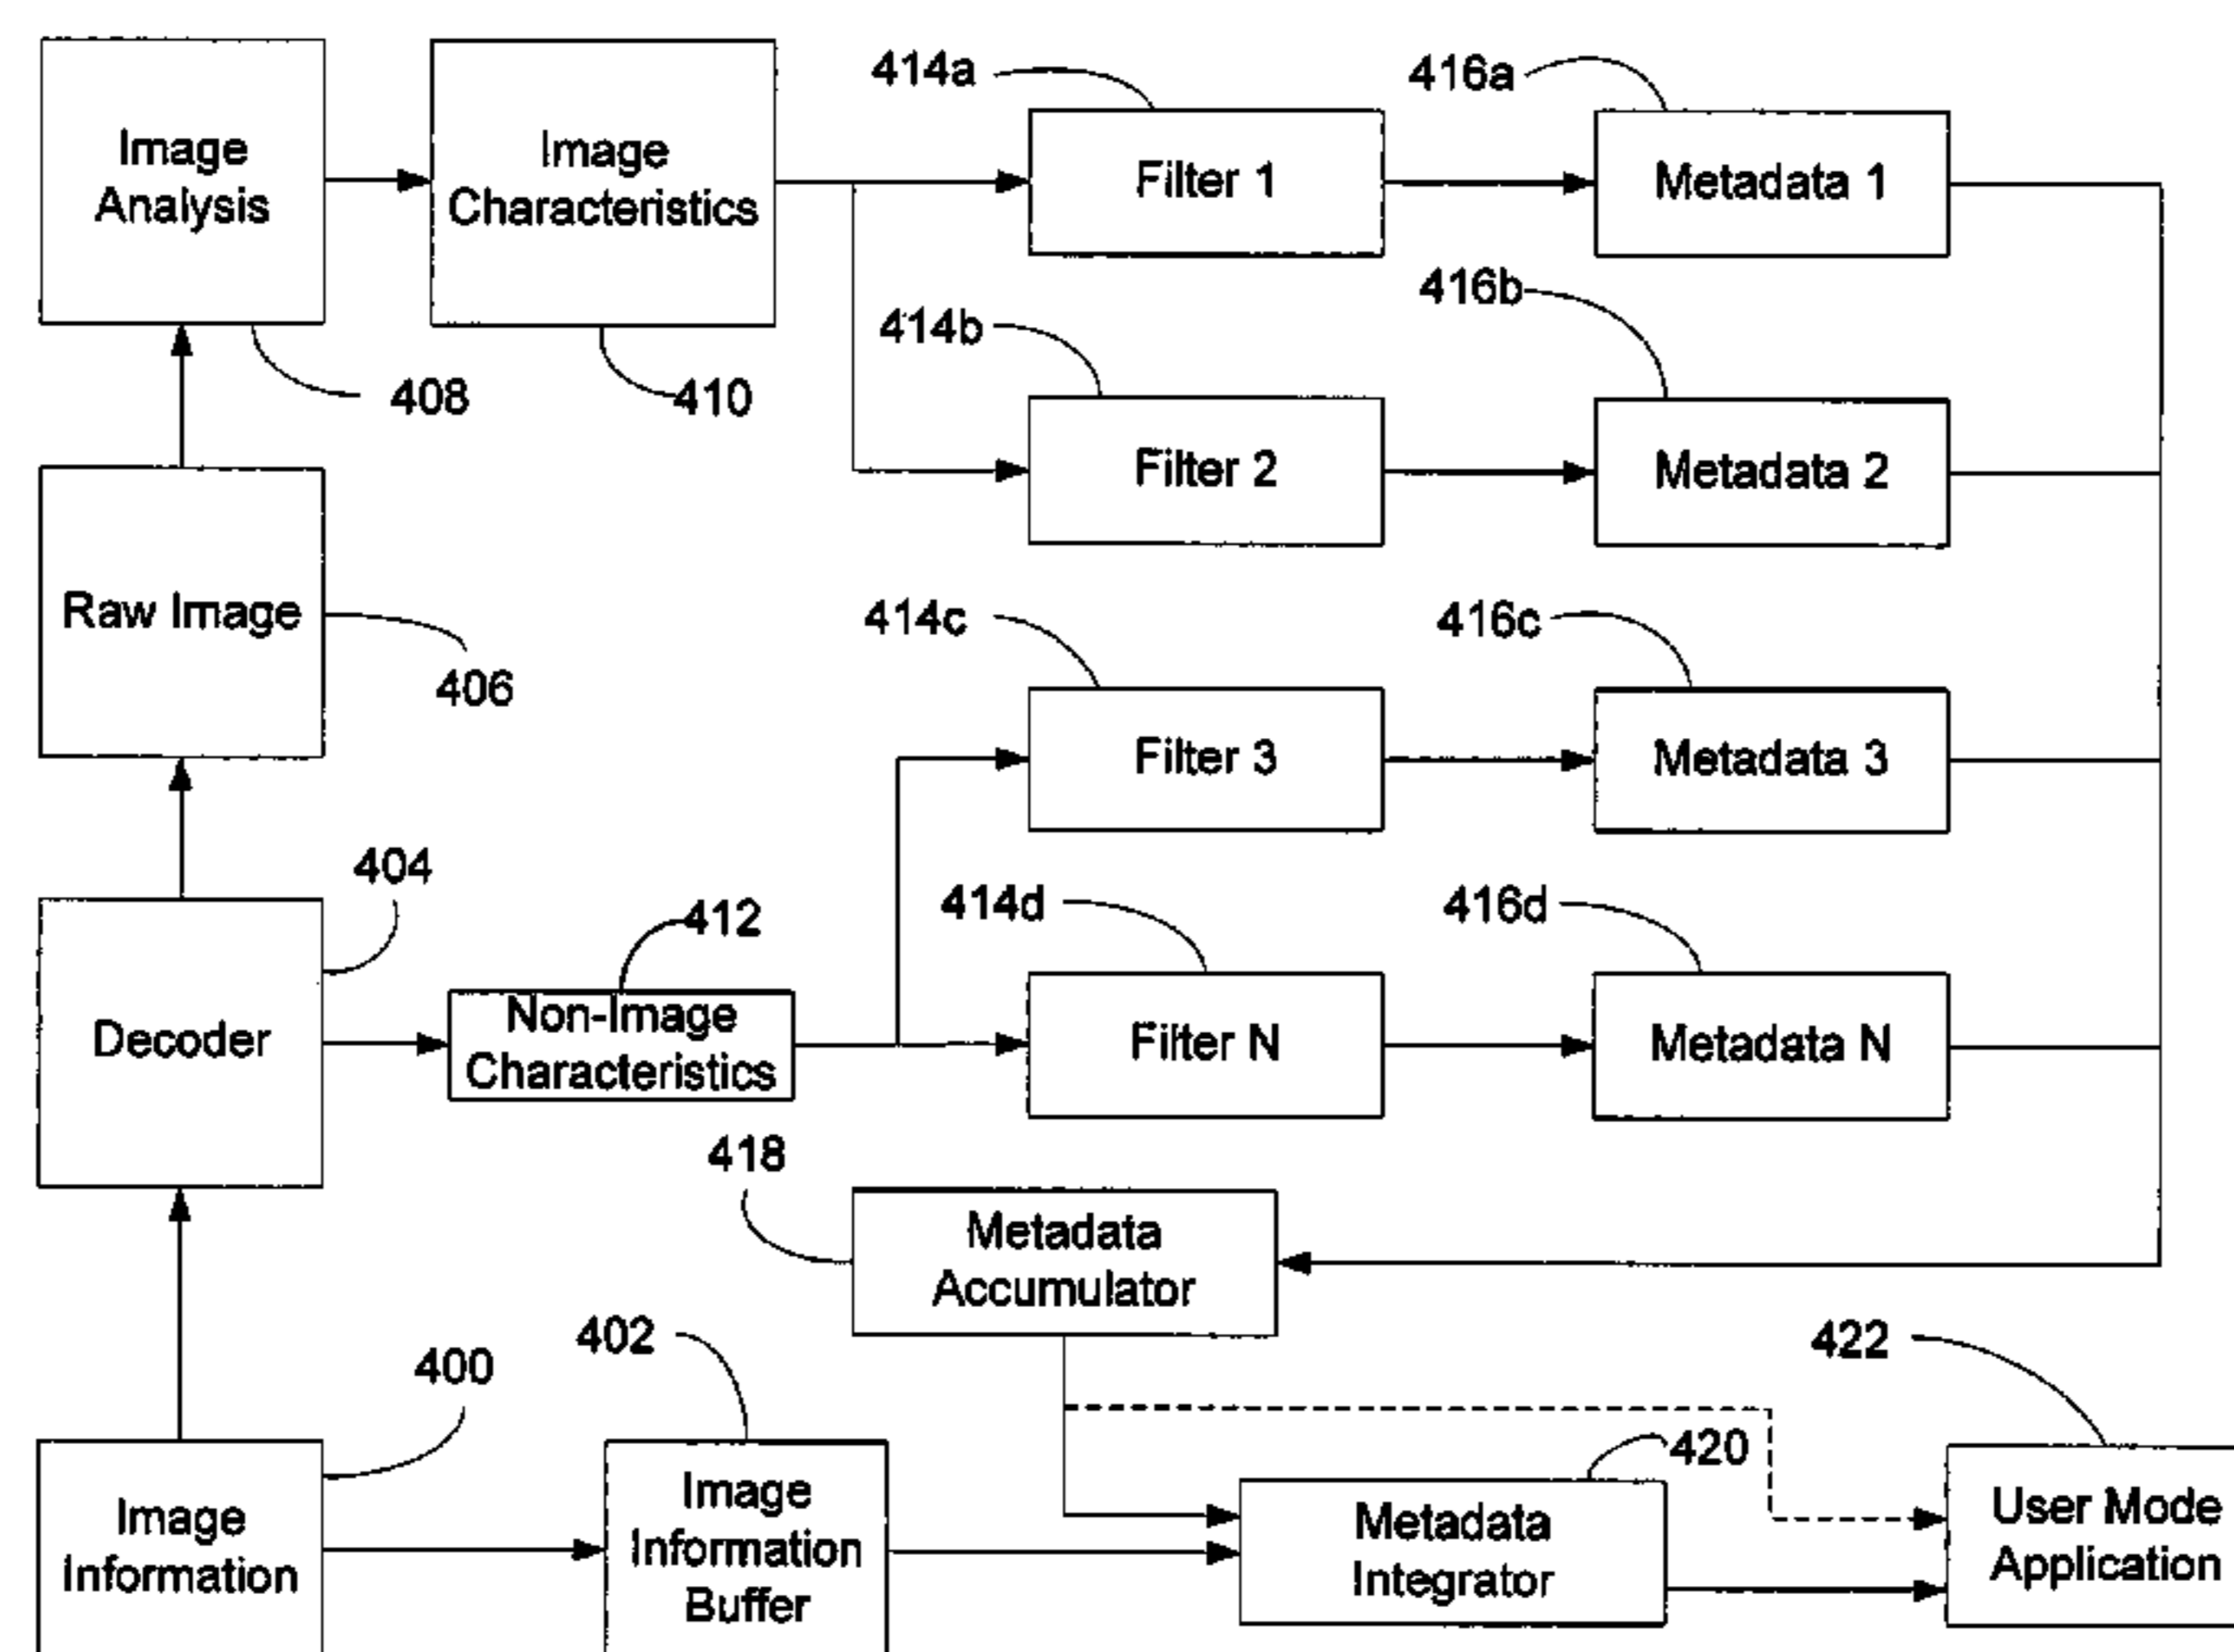 414a
416a
Image
Analysis
Image
Characteristics
Filter 1
Metadata 1
416b
414b
408
410
Filter 2
Metadata 2
Raw Image
414c
416c
406
Filter 3
Metadata 3
404
412
414d
416d
Decoder
Non-Image
Characteristics
Filter N
Metadata N
418
Metadata
Accumulator
400
402
422
420
Image
Information
Image
Information
Buffer
Metadata
Integrator
User Mode
Application